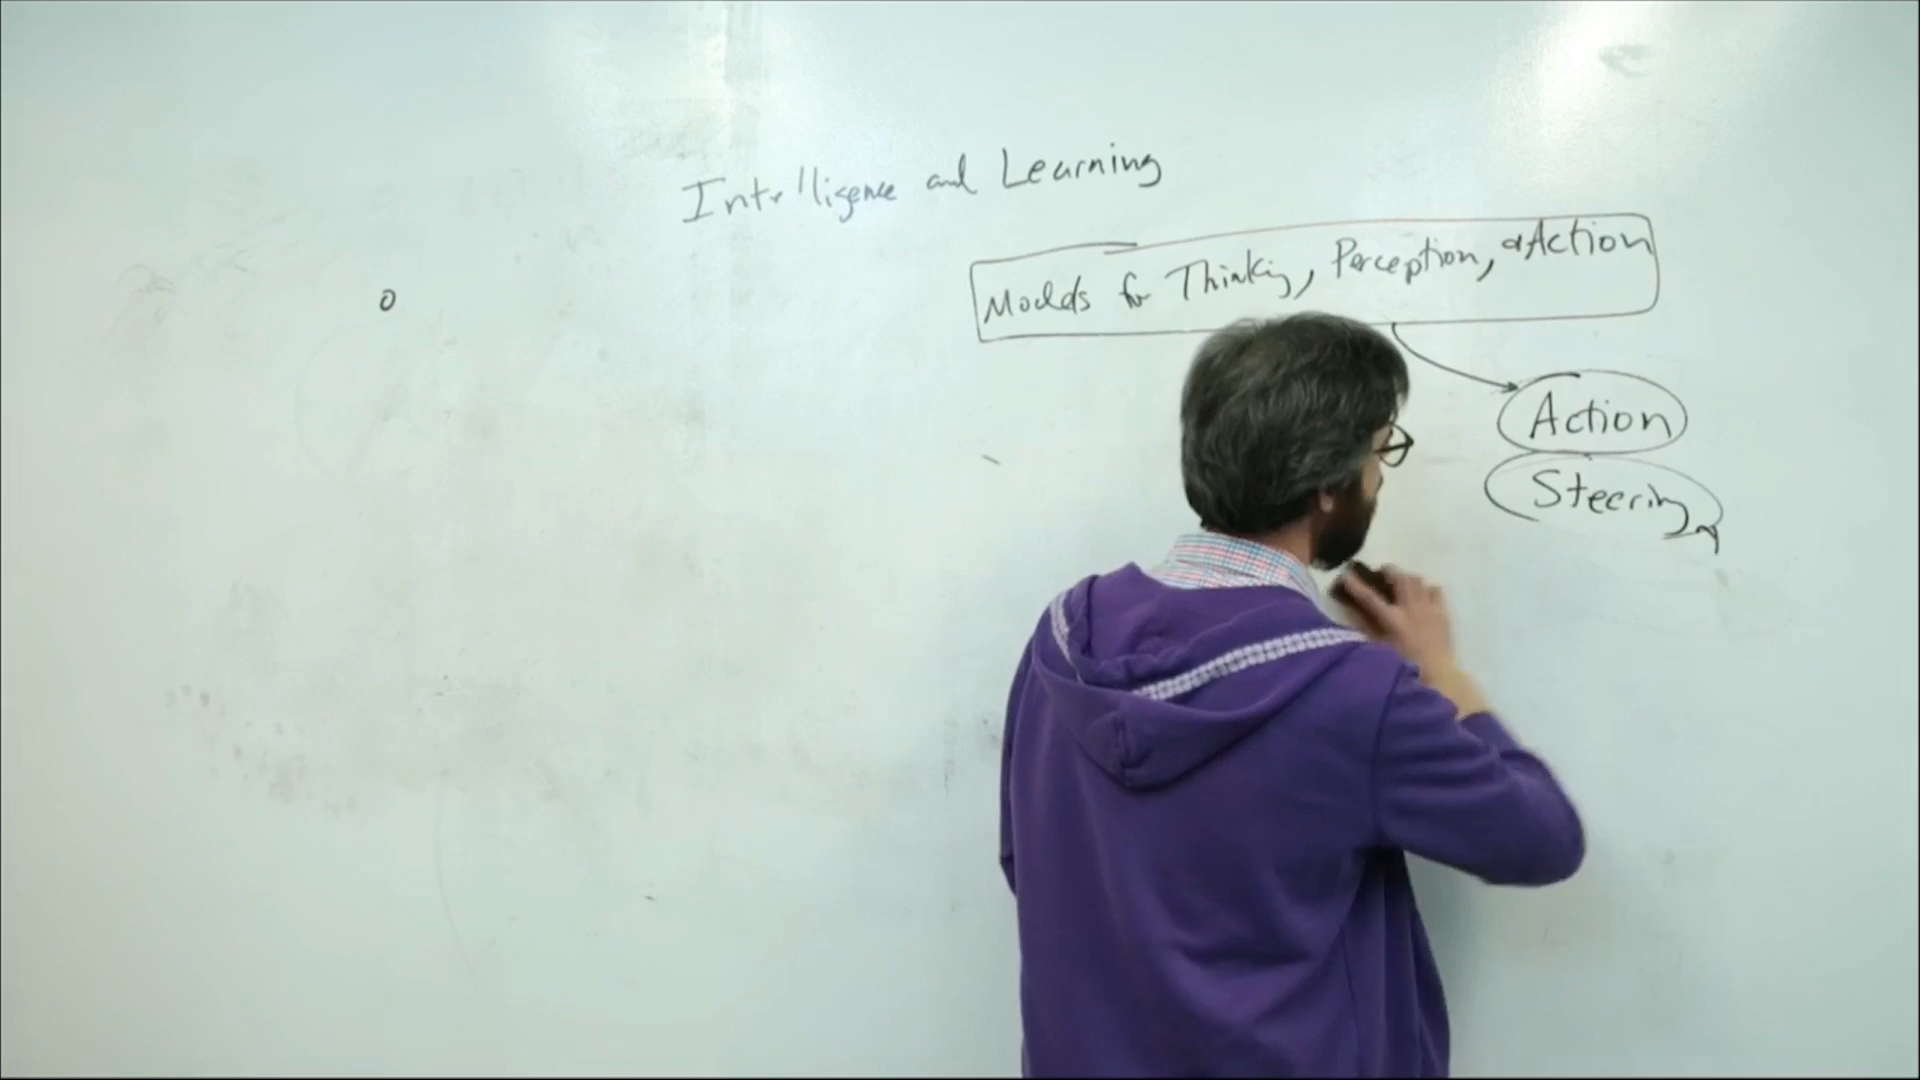 Intelligence and Learning
Models for Thinking, Perception, & Action
o
Action
Steering